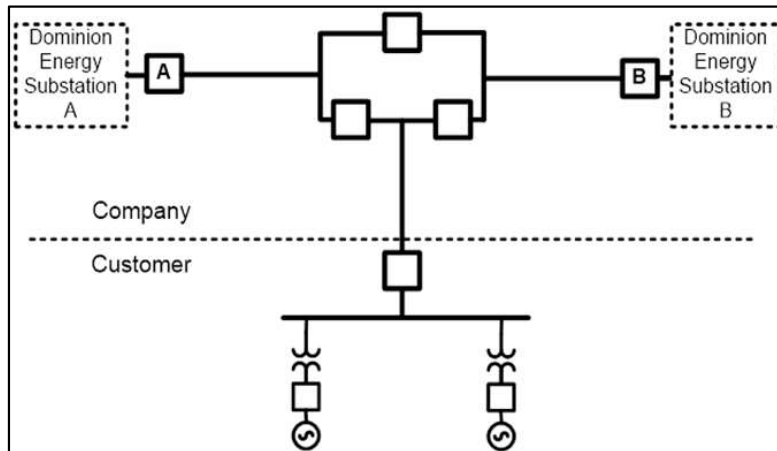 Dominion
Energy
Substation
A
A
B
Dominion
Energy
Substation
B
Company
Customer
S
S